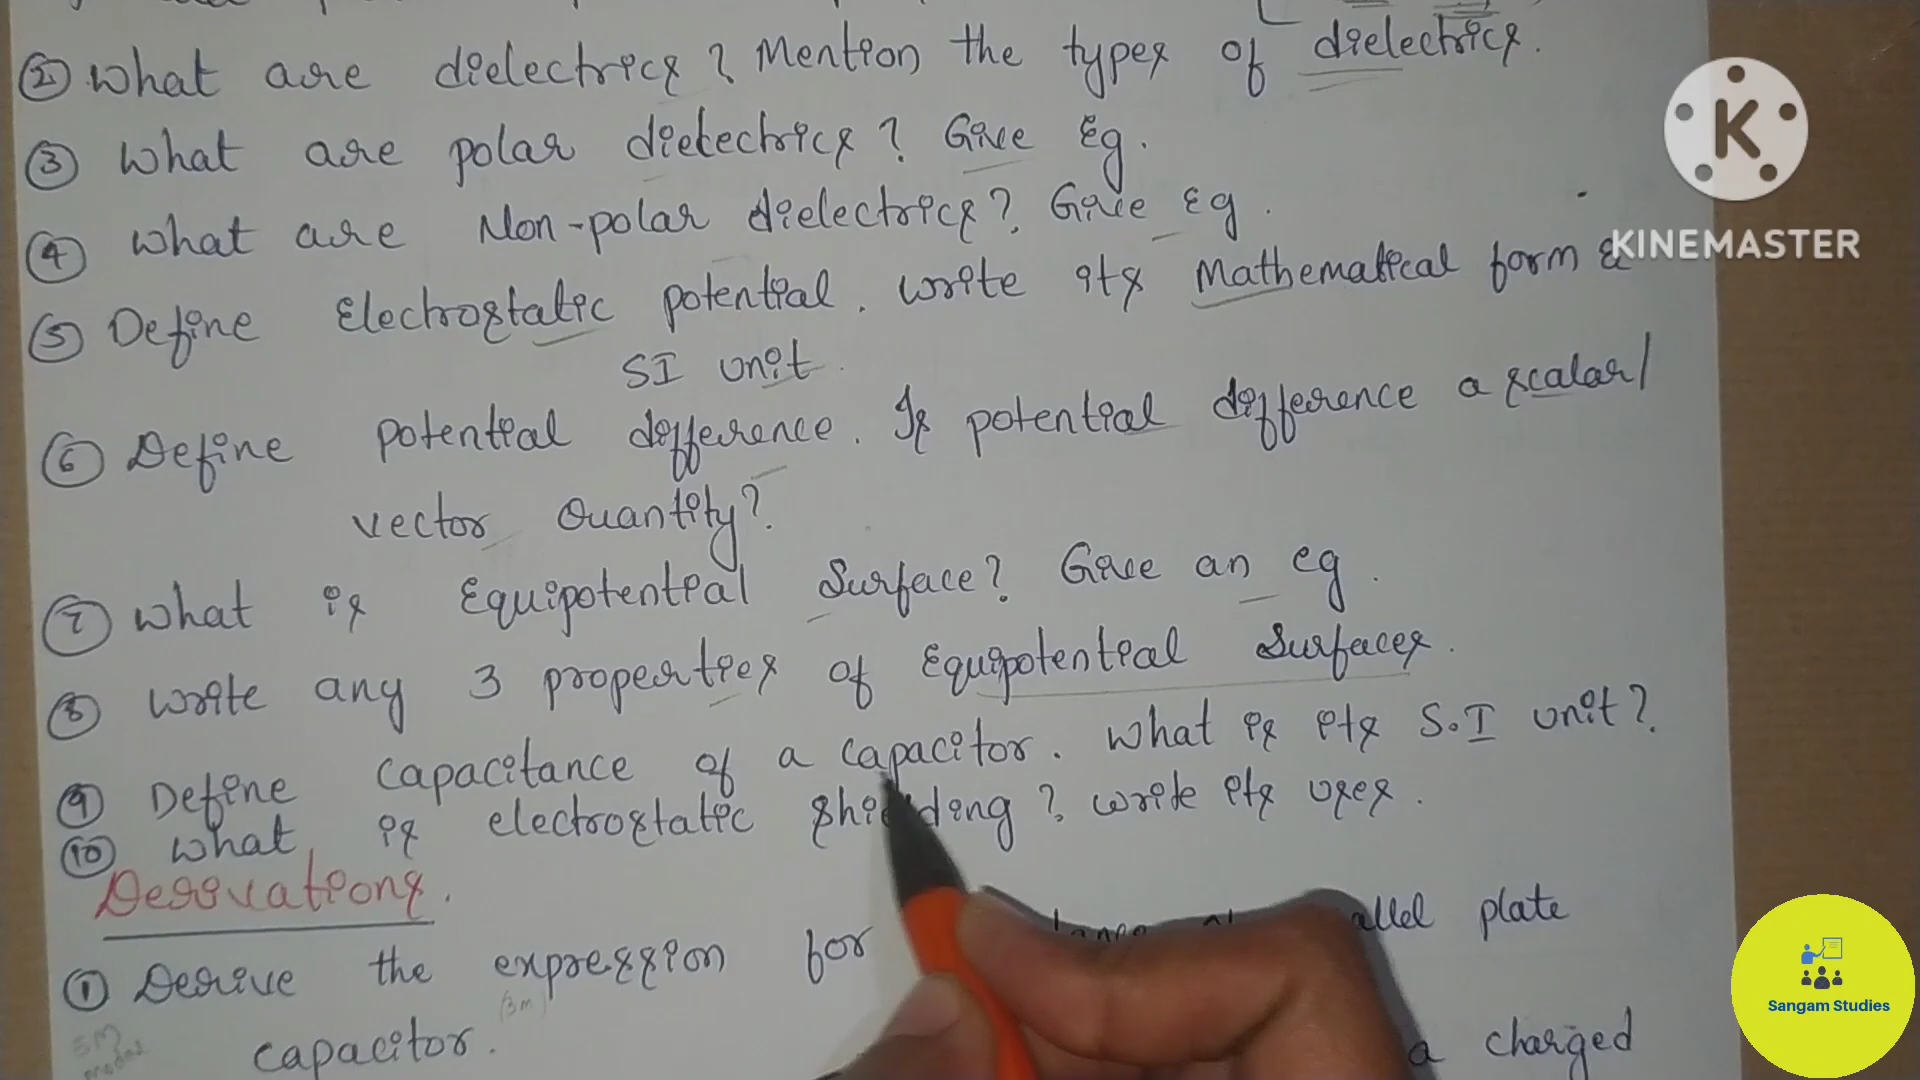 ② What are dielectrics? Mention the types of dielectrics.
③ What are polar dielectrics? Give Eg.
④ What are Non-polar dielectrics? Give Eg.
⑤ Define Electrostatic potential. Write its Mathematical form &
SI unit.
⑥ Define potential difference. Is potential difference a scalar/
vector Quantity?
⑦ What is Equipotential Surface? Give an eg.
⑧ Write any 3 properties of Equipotential Surfaces.
⑨ Define capacitance of a capacitor. What is its S.I unit?
⑩ What is electrostatic shielding? Write its uses.
Derivations.
① Derive the expression for plate
(3m)
capacitor. a charged
5M
KINEMASTER
K
Sangam Studies